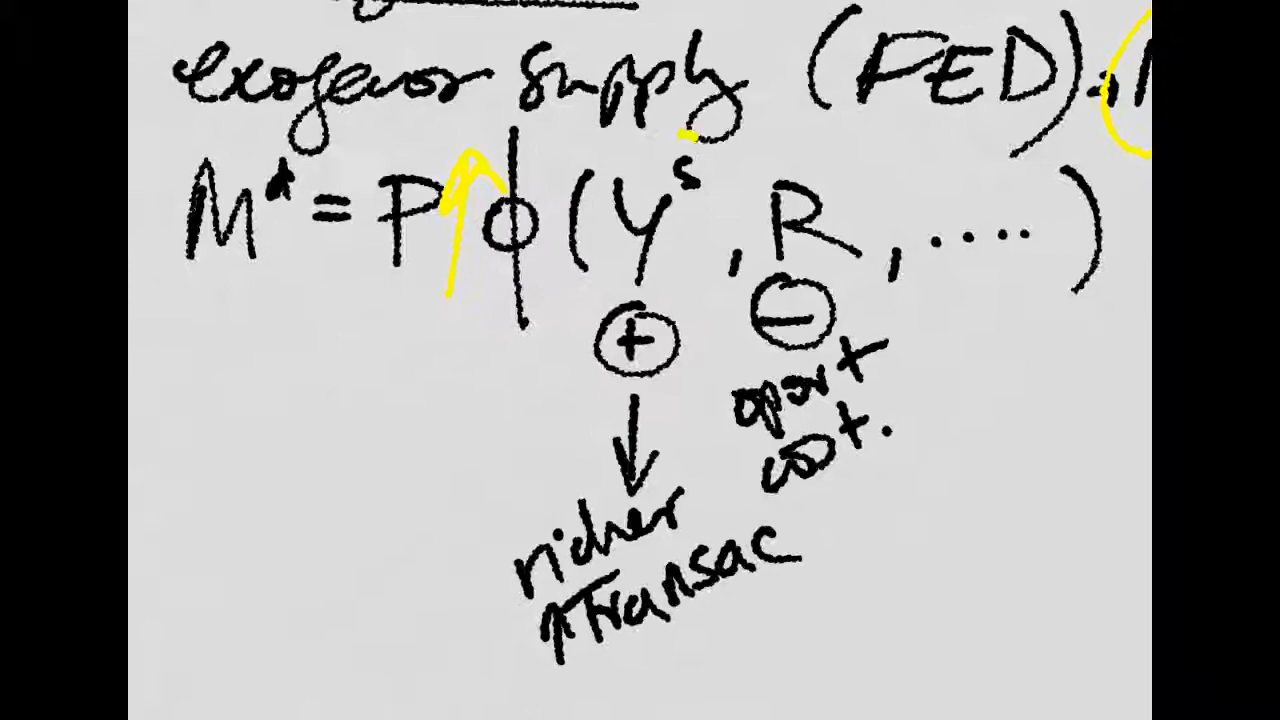 exogenous supply (FED):
M^d = P ϕ (Y^s, R, .....)
+ −
oport
cost.
richer
↑Transac